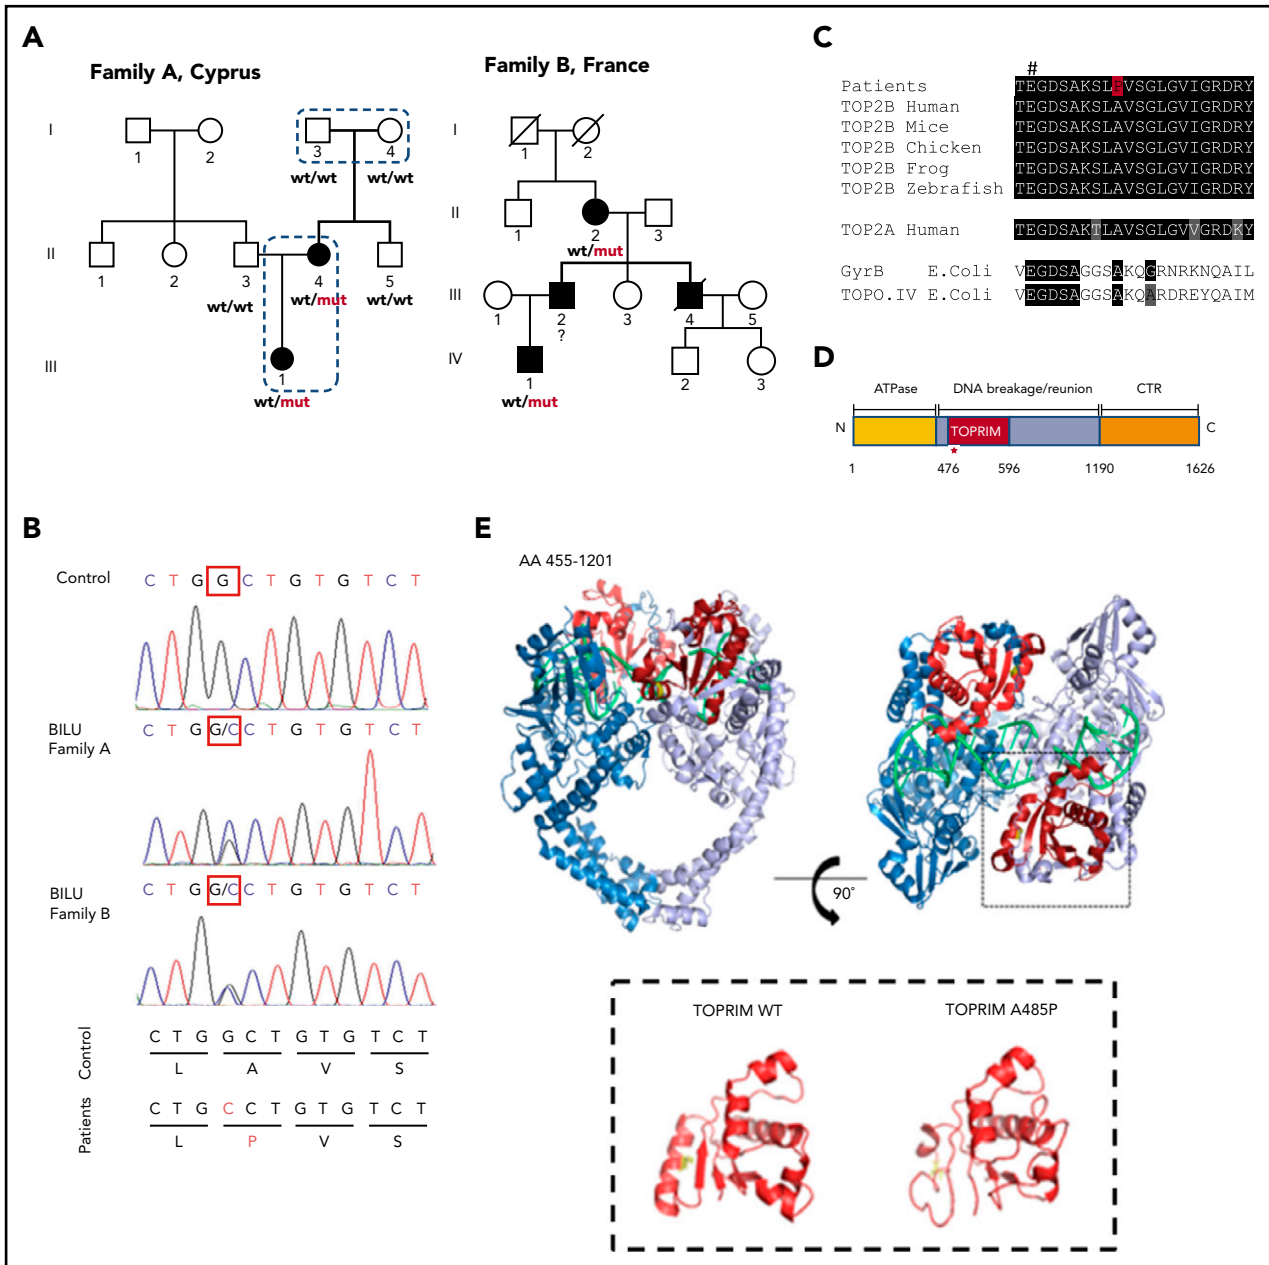 A
Family A, Cyprus
I
1
2
3
4
wt/wt
wt/wt
II
1
2
3
4
5
wt/wt
wt/mut
wt/wt
III
1
wt/mut
Family B, France
I
1
2
II
1
2
3
wt/mut
III
1
2
3
4
5
?
IV
1
2
3
wt/mut
C
#
Patients TEGDSAKSLPVSGLGVIGRDRY
TOP2B Human TEGDSAKSLAVSGLGVIGRDRY
TOP2B Mice TEGDSAKSLAVSGLGVIGRDRY
TOP2B Chicken TEGDSAKSLAVSGLGVIGRDRY
TOP2B Frog TEGDSAKSLAVSGLGVIGRDRY
TOP2B Zebrafish TEGDSAKSLAVSGLGVIGRDRY
TOP2A Human TEGDSAKTLAVSGLGVVGRDKY
GyrB E.Coli VEGDSAGGSAKQGRNRKNQAIL
TOPO.IV E.Coli VEGDSAGGSAKQARDREYQAIM
D
ATPase DNA breakage/reunion CTR
N TOPRIM C
1 476 596 1190 1626
B
Control C T G G C T G T G T C T
BILU Family A C T G G/C C T G T G T C T
BILU Family B C T G G/C C T G T G T C T
Control
C T G G C T G T G T C T
L A V S
Patients
C T G C C T G T G T C T
L P V S
E
AA 455-1201
90°
TOPRIM WT TOPRIM A485P